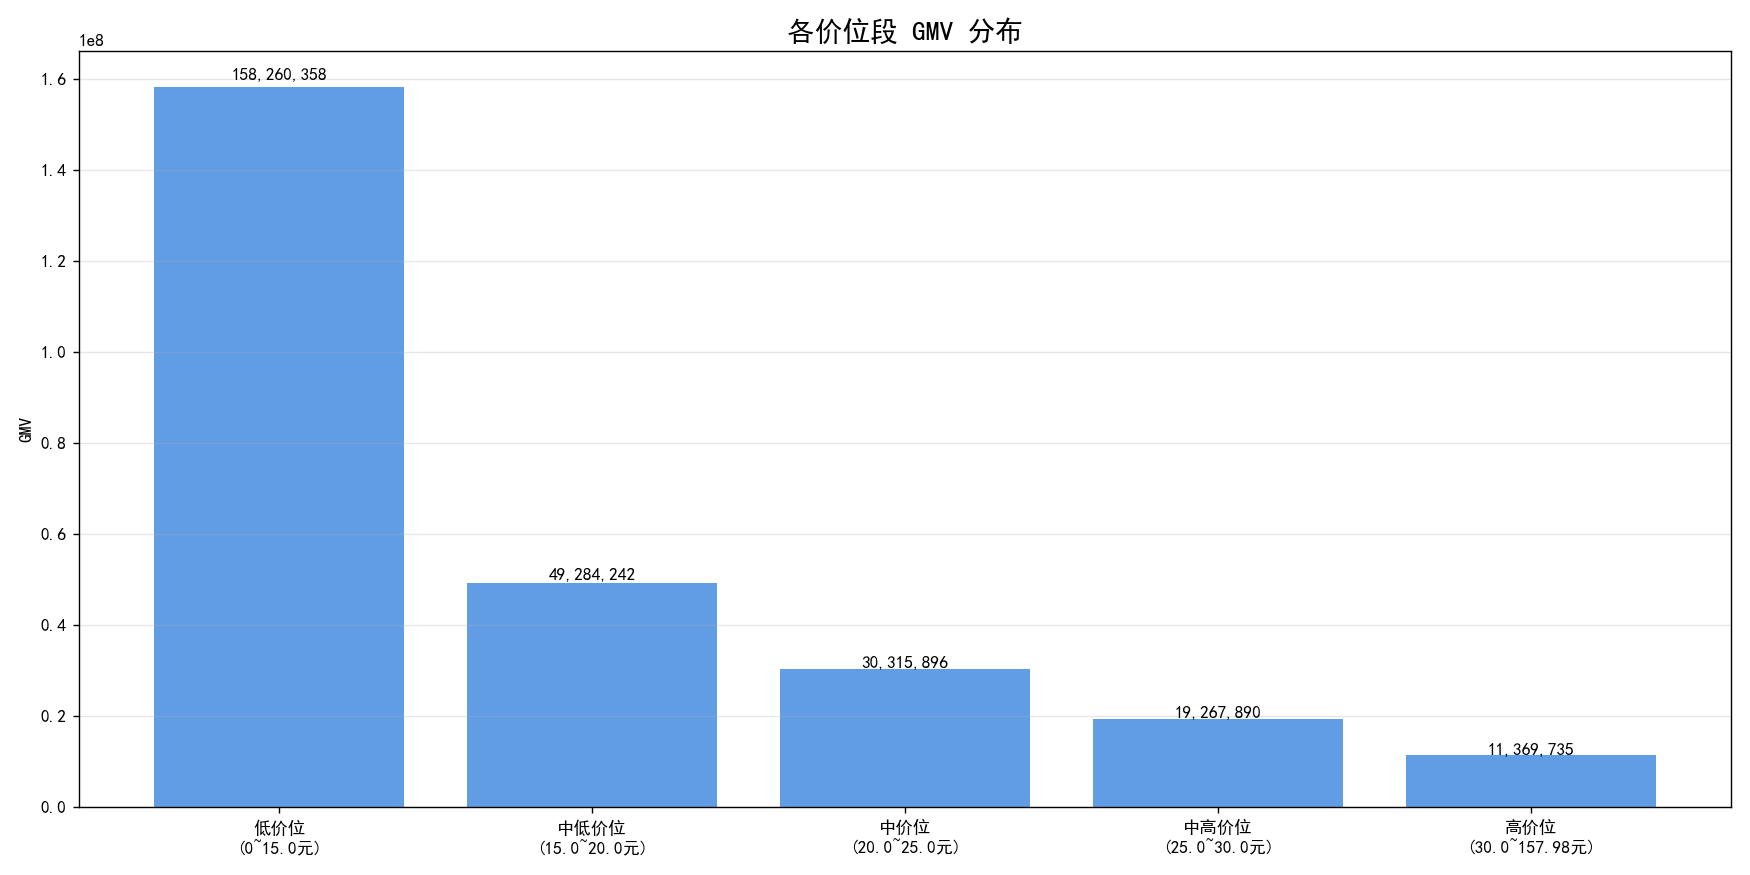 各价位段 GMV 分布
1e8
1.6
1.4
1.2
1.0
0.8
0.6
0.4
0.2
0.0
GMV
158,260,358
49,284,242
30,315,896
19,267,890
11,369,735
低价位
(0~15.0元)
中低价位
(15.0~20.0元)
中价位
(20.0~25.0元)
中高价位
(25.0~30.0元)
高价位
(30.0~157.98元)